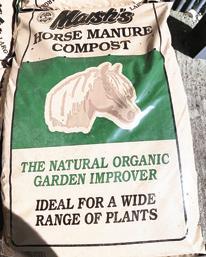 Marsh's
HORSE MANURE
COMPOST
THE NATURAL ORGANIC
GARDEN IMPROVER
IDEAL FOR A WIDE
RANGE OF PLANTS